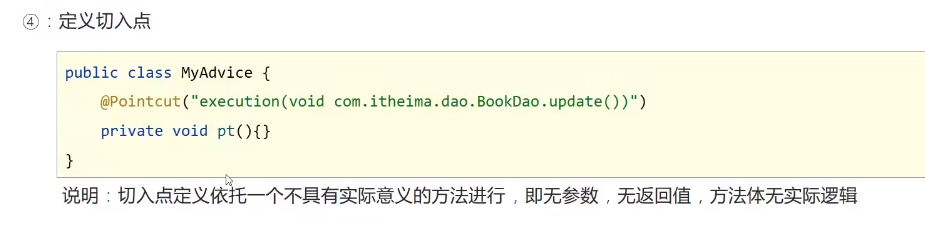 ④：定义切入点
public class MyAdvice {
@Pointcut("execution(void com.itheima.dao.BookDao.update())")
private void pt(){}
}
说明：切入点定义依托一个不具有实际意义的方法进行，即无参数，无返回值，方法体无实际逻辑